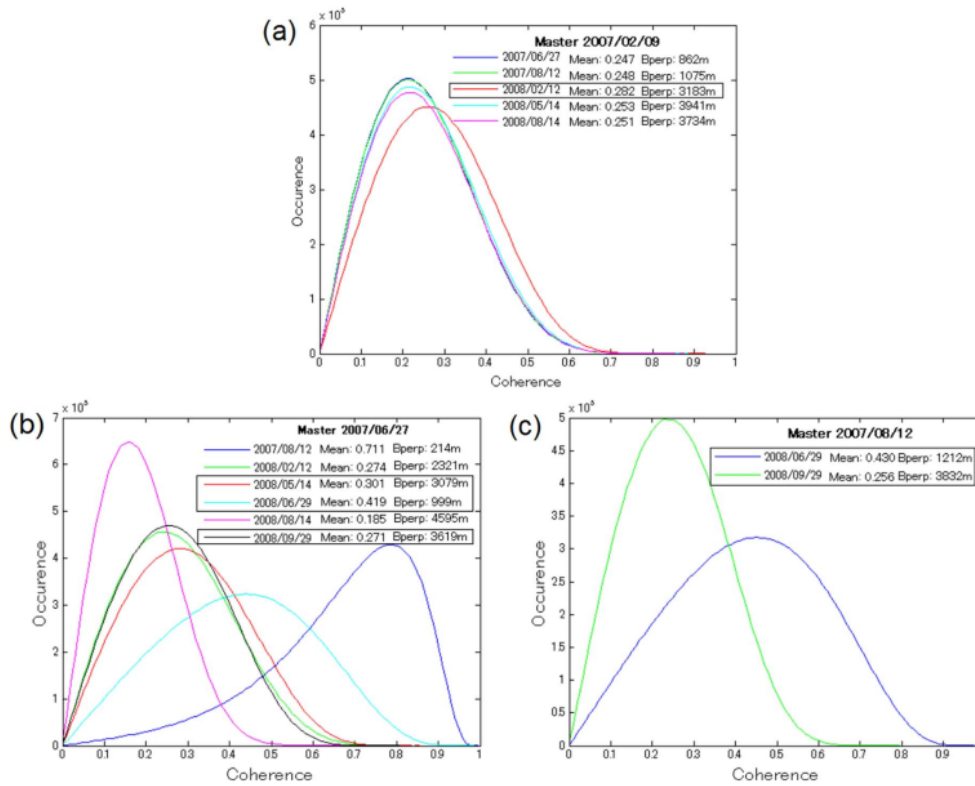 (a)
6 × 10⁵
Master 2007/02/09
2007/06/27 Mean: 0.247 Bperp: 862m
2007/08/12 Mean: 0.248 Bperp: 1075m
2008/02/12 Mean: 0.282 Bperp: 3183m
2008/05/14 Mean: 0.253 Bperp: 3941m
2008/08/14 Mean: 0.251 Bperp: 3734m
5
4
3
2
1
0
Occurence
0 0.1 0.2 0.3 0.4 0.5 0.6 0.7 0.8 0.9 1
Coherence
(b)
7 × 10⁵
Master 2007/06/27
2007/08/12 Mean: 0.711 Bperp: 214m
2008/02/12 Mean: 0.274 Bperp: 2321m
2008/05/14 Mean: 0.301 Bperp: 3079m
2008/06/29 Mean: 0.419 Bperp: 999m
2008/08/14 Mean: 0.185 Bperp: 4595m
2008/09/29 Mean: 0.271 Bperp: 3619m
6
5
4
3
2
1
0
Occurence
0 0.1 0.2 0.3 0.4 0.5 0.6 0.7 0.8 0.9 1
Coherence
(c)
5 × 10⁵
Master 2007/08/12
2008/06/29 Mean: 0.430 Bperp: 1212m
2008/09/29 Mean: 0.256 Bperp: 3832m
4.5
4
3.5
3
2.5
2
1.5
1
0.5
0
Occurence
0 0.1 0.2 0.3 0.4 0.5 0.6 0.7 0.8 0.9
Coherence